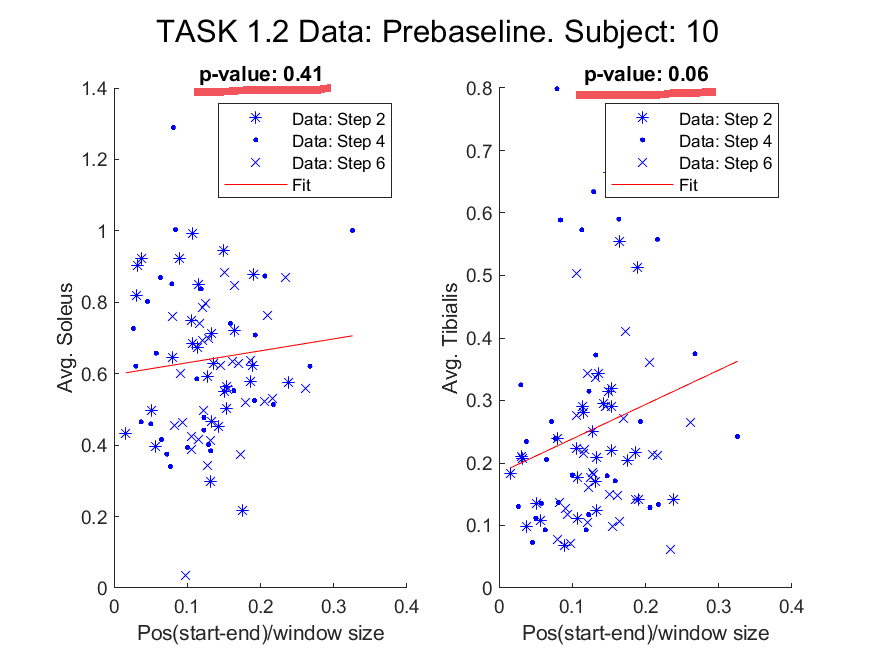 TASK 1.2 Data: Prebaseline. Subject: 10
p-value: 0.41
1.4
1.2
1
0.8
0.6
0.4
0.2
0
Avg. Soleus
Data: Step 2
Data: Step 4
Data: Step 6
Fit
0
0.1
0.2
0.3
0.4
Pos(start-end)/window size
p-value: 0.06
0.8
0.7
0.6
0.5
0.4
0.3
0.2
0.1
0
Avg. Tibialis
Data: Step 2
Data: Step 4
Data: Step 6
Fit
0
0.1
0.2
0.3
0.4
Pos(start-end)/window size